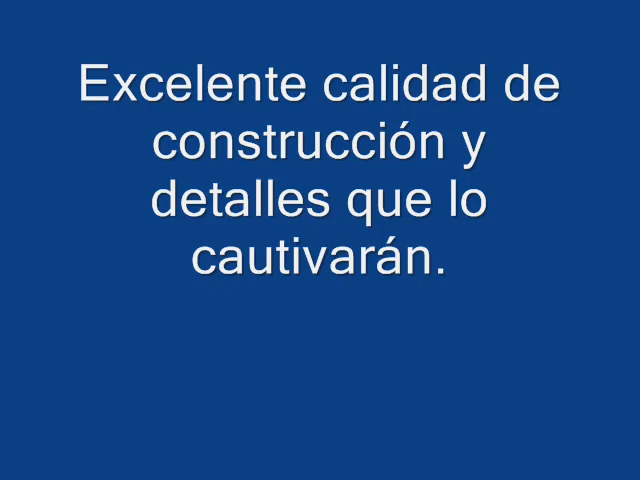 Excelente calidad de
construcción y
detalles que lo
cautivarán.